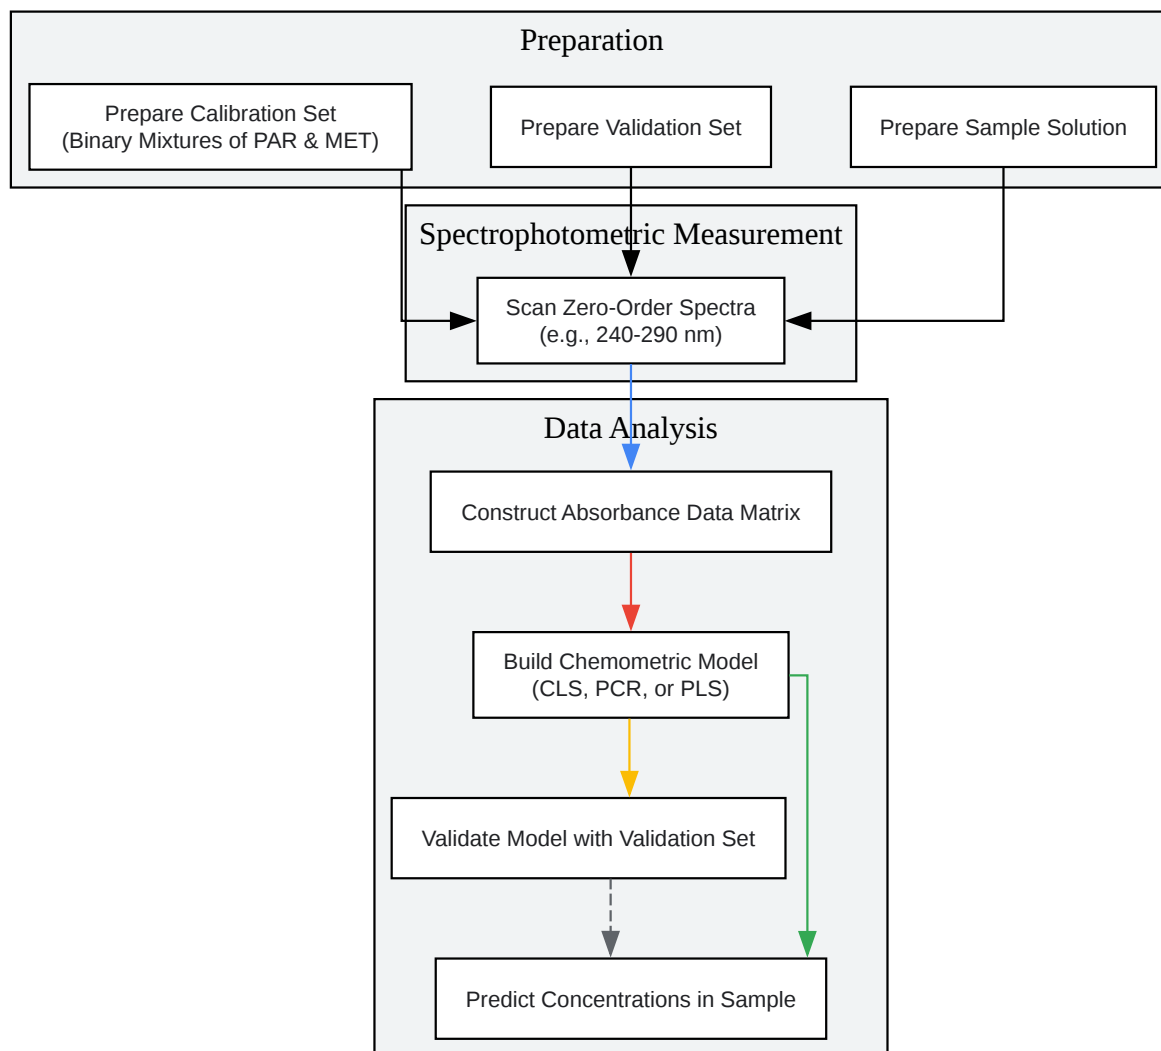 Preparation
Prepare Calibration Set
(Binary Mixtures of PAR & MET)
Prepare Validation Set
Prepare Sample Solution
Spectrophotometric Measurement
Scan Zero-Order Spectra
(e.g., 240-290 nm)
Data Analysis
Construct Absorbance Data Matrix
Build Chemometric Model
(CLS, PCR, or PLS)
Validate Model with Validation Set
Predict Concentrations in Sample